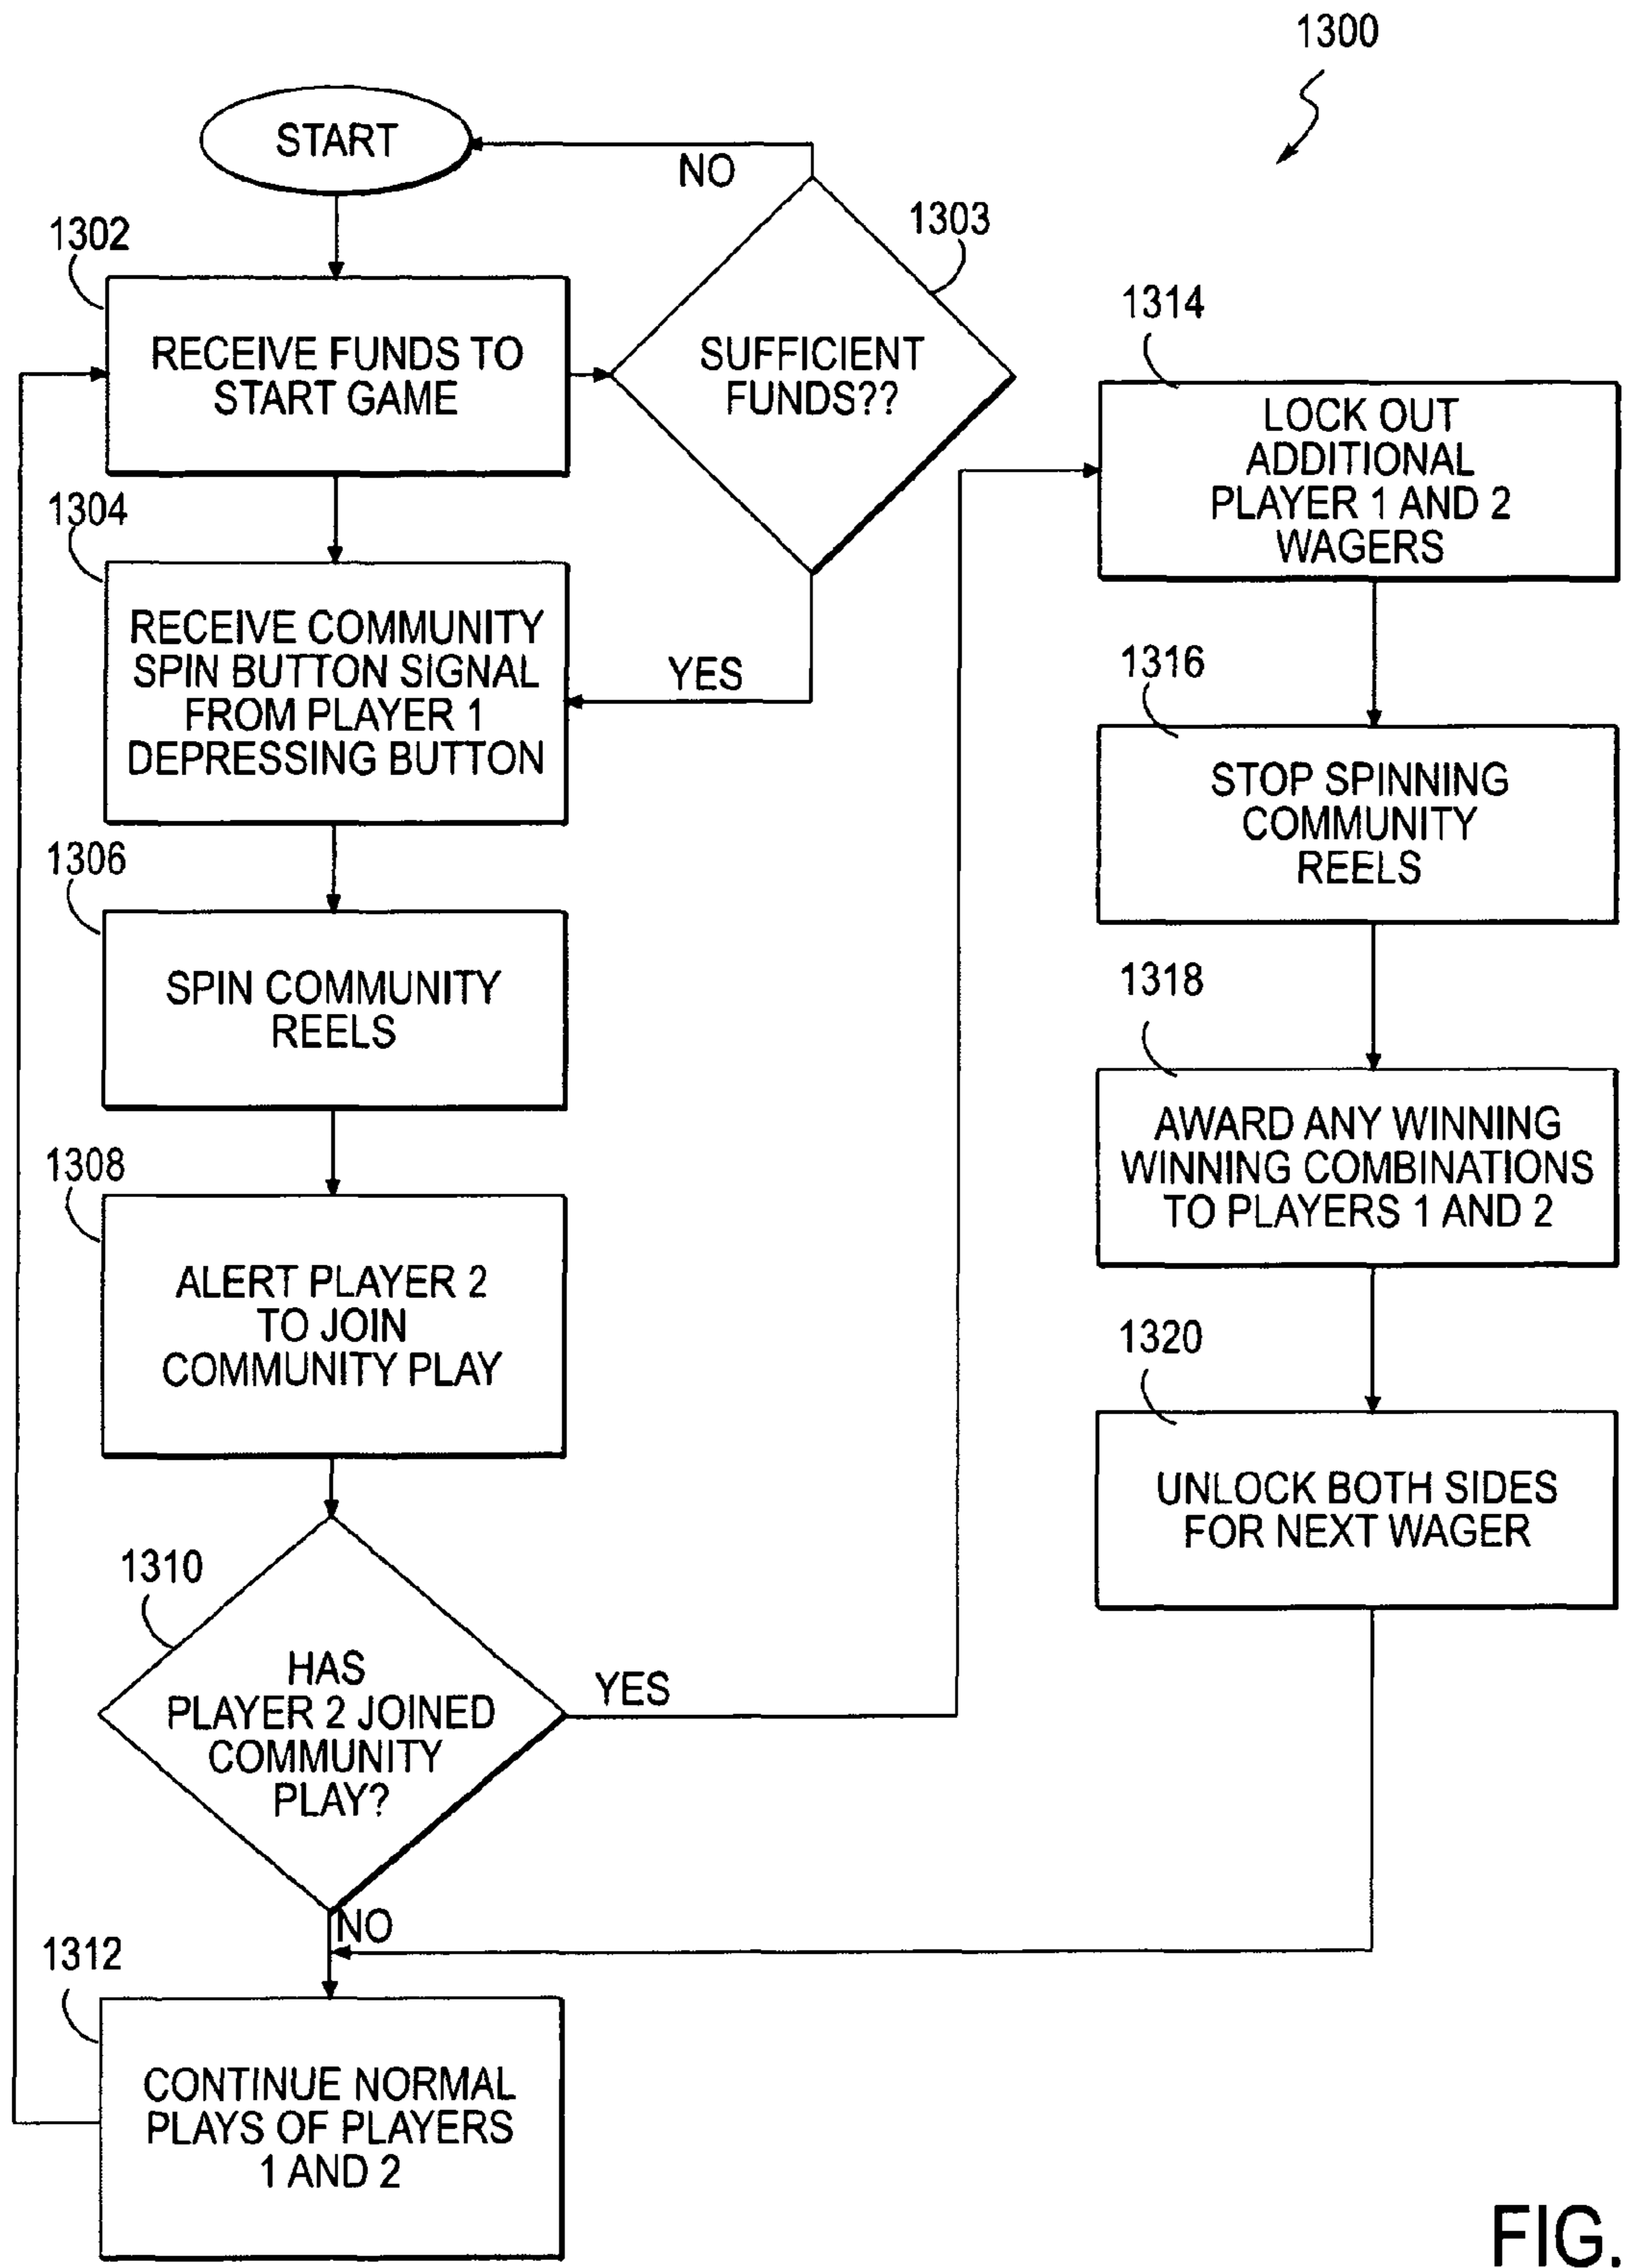 1300
START
NO
1302
1303
RECEIVE FUNDS TO
START GAME
SUFFICIENT
FUNDS??
1304
RECEIVE COMMUNITY
SPIN BUTTON SIGNAL
FROM PLAYER 1
DEPRESSING BUTTON
YES
1306
SPIN COMMUNITY
REELS
1308
ALERT PLAYER 2
TO JOIN
COMMUNITY PLAY
1310
HAS
PLAYER 2 JOINED
COMMUNITY
PLAY?
YES
NO
1312
CONTINUE NORMAL
PLAYS OF PLAYERS
1 AND 2
1314
LOCK OUT
ADDITIONAL
PLAYER 1 AND 2
WAGERS
1316
STOP SPINNING
COMMUNITY
REELS
1318
AWARD ANY WINNING
WINNING COMBINATIONS
TO PLAYERS 1 AND 2
1320
UNLOCK BOTH SIDES
FOR NEXT WAGER
FIG.